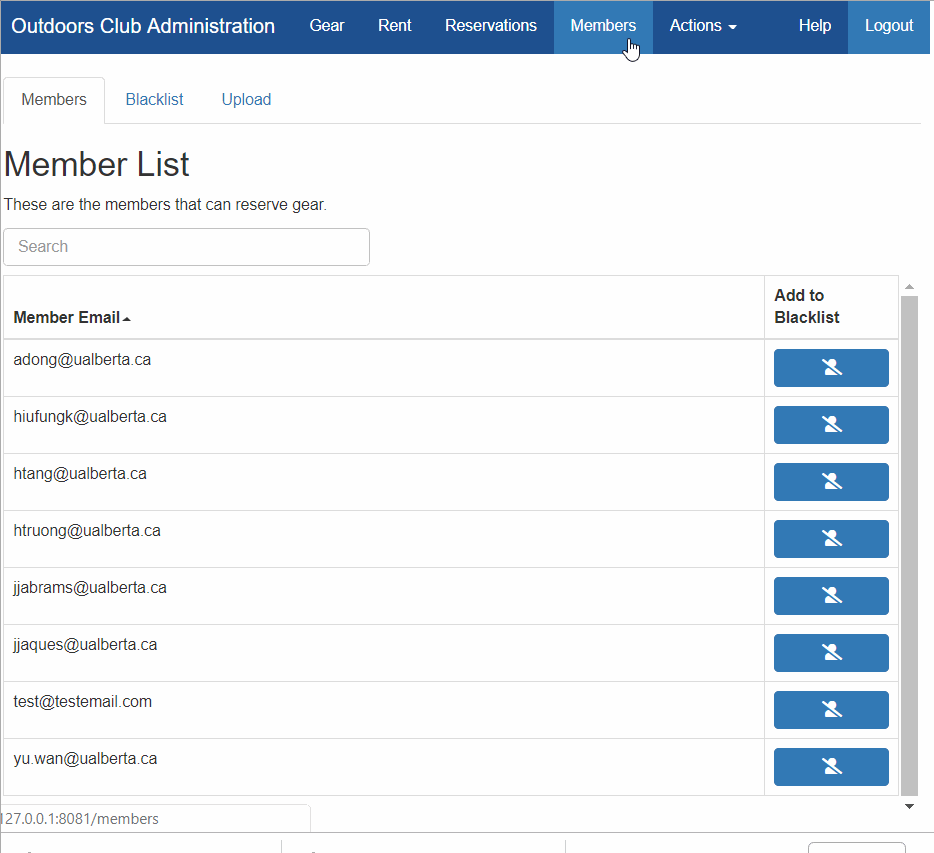 Outdoors Club Administration Gear Rent Reservations Members Actions Help Logout
Members Blacklist Upload
Member List
These are the members that can reserve gear.
Search
Member Email Add to Blacklist
adong@ualberta.ca
hiufungk@ualberta.ca
htang@ualberta.ca
htruong@ualberta.ca
jjabrams@ualberta.ca
jjaques@ualberta.ca
test@testemail.com
yu.wan@ualberta.ca
127.0.0.1:8081/members